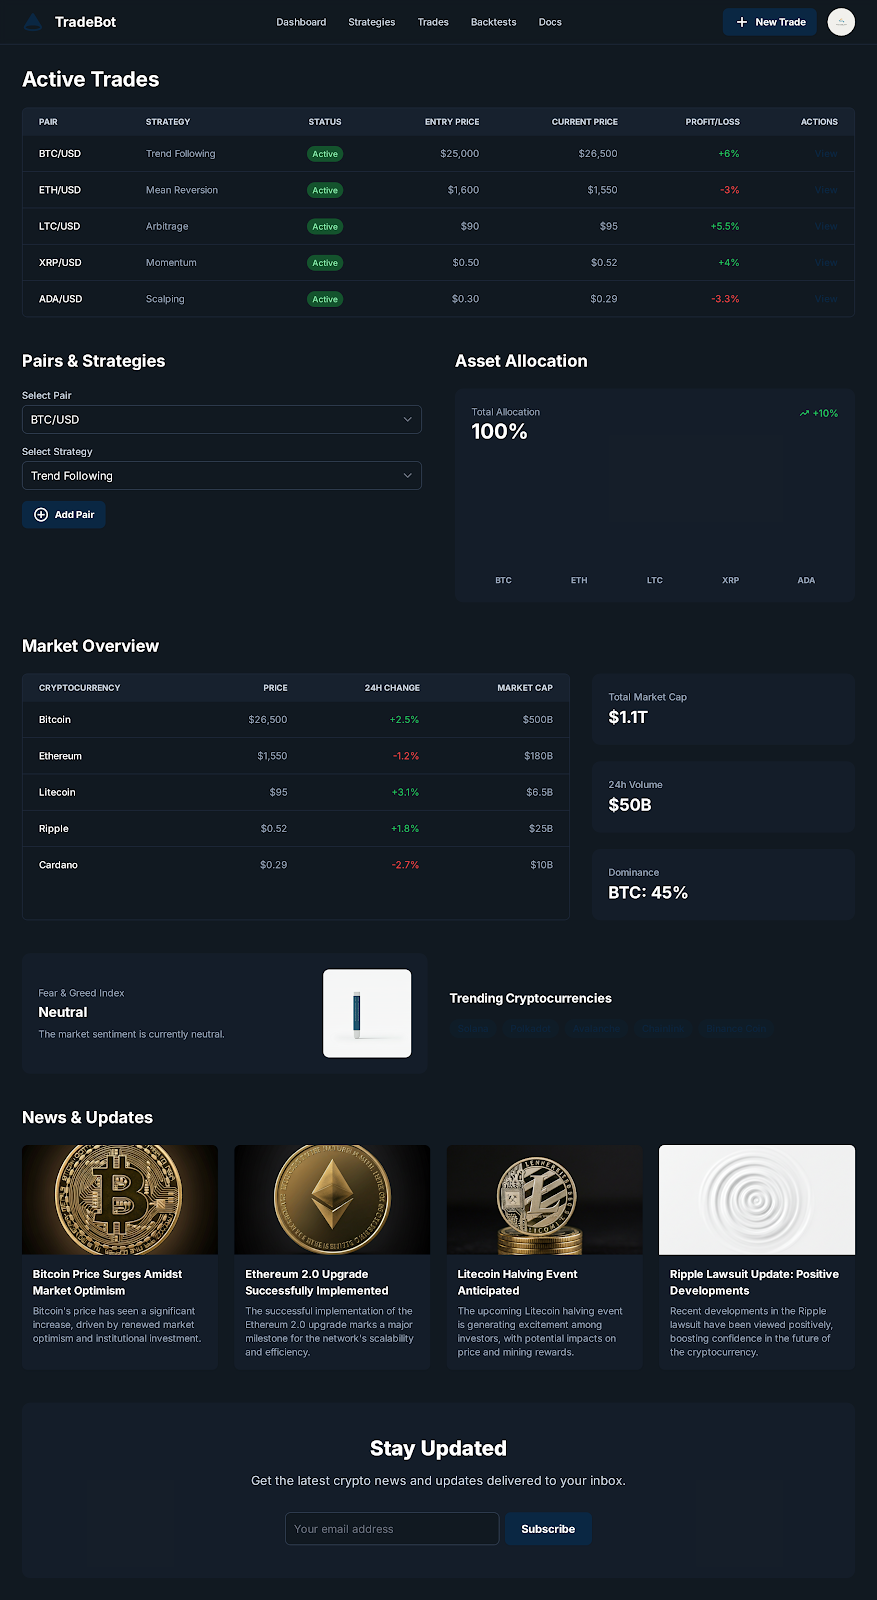 TradeBot
Dashboard Strategies Trades Backtests Docs
New Trade
Active Trades
PAIR STRATEGY STATUS ENTRY PRICE CURRENT PRICE PROFIT/LOSS ACTIONS
BTC/USD Trend Following Active $25,000 $26,500 +6% View
ETH/USD Mean Reversion Active $1,600 $1,550 -3% View
LTC/USD Arbitrage Active $90 $95 +5.5% View
XRP/USD Momentum Active $0.50 $0.52 +4% View
ADA/USD Scalping Active $0.30 $0.29 -3.3% View
Pairs & Strategies
Select Pair
BTC/USD
Select Strategy
Trend Following
Add Pair
Asset Allocation
Total Allocation
+10%
100%
BTC ETH LTC XRP ADA
Market Overview
CRYPTOCURRENCY PRICE 24H CHANGE MARKET CAP
Bitcoin $26,500 +2.5% $500B
Ethereum $1,550 -1.2% $180B
Litecoin $95 +3.1% $6.5B
Ripple $0.52 +1.8% $25B
Cardano $0.29 -2.7% $10B
Total Market Cap
$1.1T
24h Volume
$50B
Dominance
BTC: 45%
Fear & Greed Index
Neutral
The market sentiment is currently neutral.
Trending Cryptocurrencies
News & Updates
Bitcoin Price Surges Amidst
Market Optimism
Bitcoin's price has seen a significant
increase, driven by renewed market
optimism and institutional investment.
Ethereum 2.0 Upgrade
Successfully Implemented
The successful implementation of the
Ethereum 2.0 upgrade marks a major
milestone for the network's scalability
and efficiency.
Litecoin Halving Event
Anticipated
The upcoming Litecoin halving event
is generating excitement among
investors, with potential impacts on
price and mining rewards.
Ripple Lawsuit Update: Positive
Developments
Recent developments in the Ripple
lawsuit have been viewed positively,
boosting confidence in the future of
the cryptocurrency.
Stay Updated
Get the latest crypto news and updates delivered to your inbox.
Your email address
Subscribe